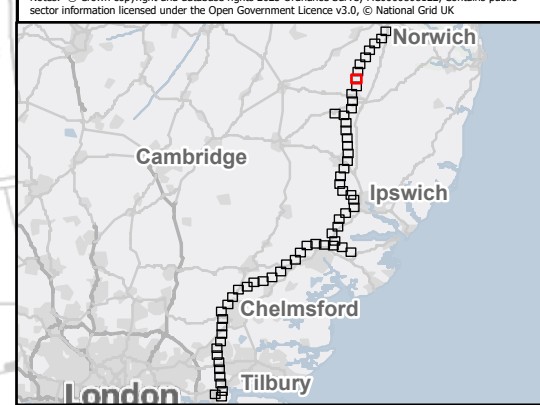 sector information licensed under the Open Government Licence v3.0, © National Grid UK
Norwich
Cambridge
Ipswich
Chelmsford
London
Tilbury